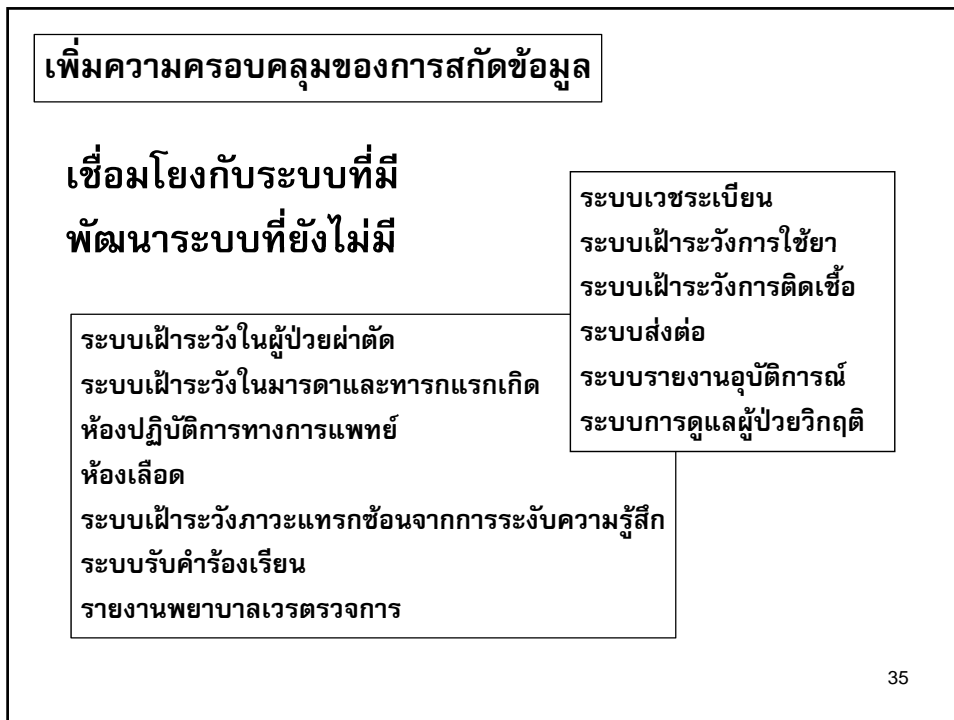 เพิ่มความครอบคลุมของการสกัดข้อมูล
เชื่อมโยงกับระบบที่มี
พัฒนาระบบที่ยังไม่มี
ระบบเวชระเบียน
ระบบเฝ้าระวังการใช้ยา
ระบบเฝ้าระวังการติดเชื้อ
ระบบส่งต่อ
ระบบรายงานอุบัติการณ์
ระบบการดูแลผู้ป่วยวิกฤติ
ระบบเฝ้าระวังในผู้ป่วยผ่าตัด
ระบบเฝ้าระวังในมารดาและทารกแรกเกิด
ห้องปฏิบัติการทางการแพทย์
ห้องเลือด
ระบบเฝ้าระวังภาวะแทรกซ้อนจากการระงับความรู้สึก
ระบบรับคำร้องเรียน
รายงานพยาบาลเวรตรวจการ
35